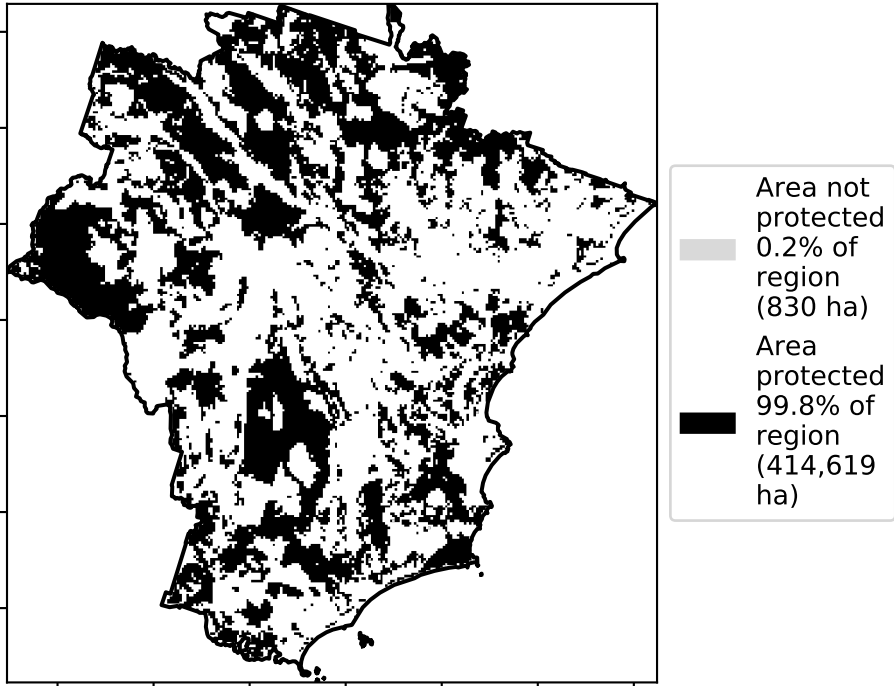 Area not
protected
0.2% of
region
(830 ha)
Area
protected
99.8% of
region
(414,619
ha)